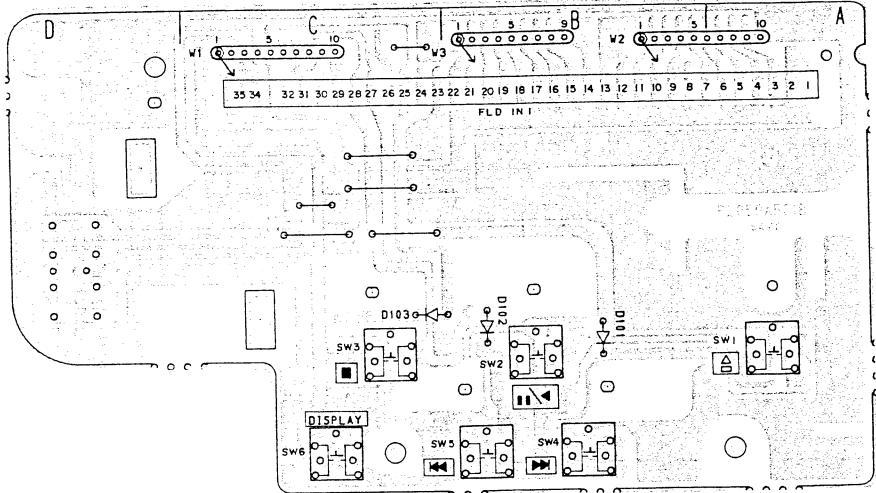 D C B A
1 5 10 1 5 9 1 5 10
W1 W3 W2
35 34 32 31 30 29 28 27 26 25 24 23 22 21 20 19 18 17 16 15 14 13 12 11 10 9 8 7 6 5 4 3 2 1
FLD IN1
D103 D102 D101
SW3 SW2 SW1
DISPLAY
SW6 SW5 SW4